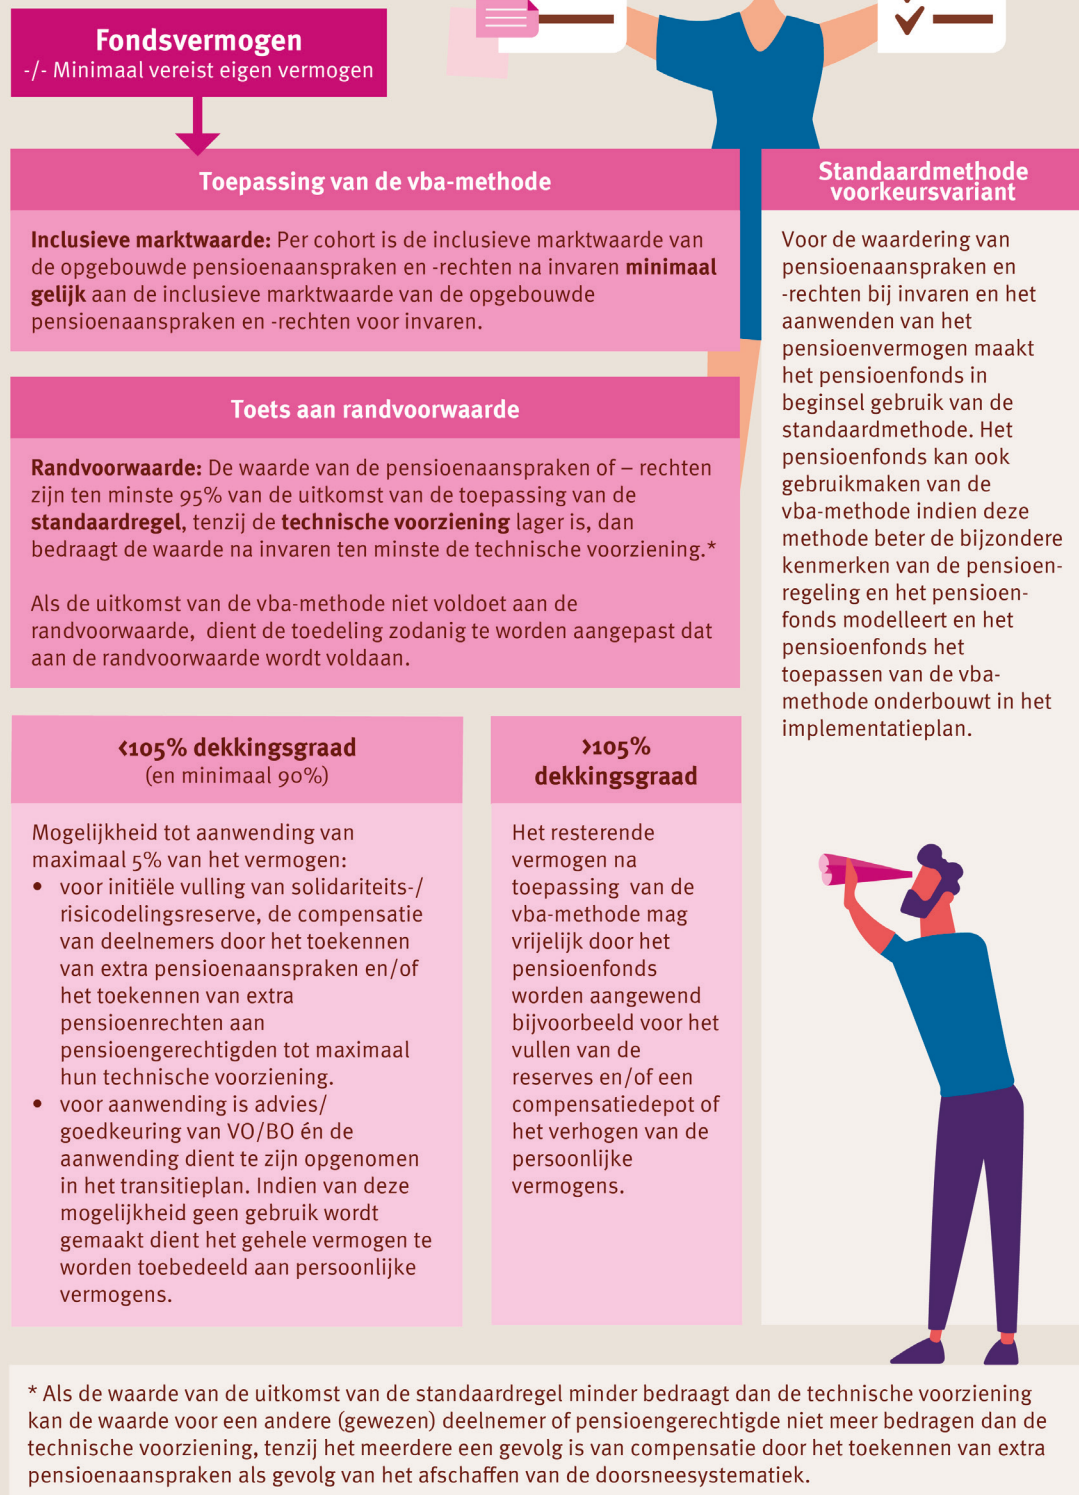 Fondsvermogen
-/- Minimaal vereist eigen vermogen
Toepassing van de vba-methode
Inclusieve marktwaarde: Per cohort is de inclusieve marktwaarde van
de opgebouwde pensioenaanspraken en -rechten na invaren minimaal
gelijk aan de inclusieve marktwaarde van de opgebouwde
pensioenaanspraken en -rechten voor invaren.
Toets aan randvoorwaarde
Randvoorwaarde: De waarde van de pensioenaanspraken of – rechten
zijn ten minste 95% van de uitkomst van de toepassing van de
standaardregel, tenzij de technische voorziening lager is, dan
bedraagt de waarde na invaren ten minste de technische voorziening.*
Als de uitkomst van de vba-methode niet voldoet aan de
randvoorwaarde, dient de toedeling zodanig te worden aangepast dat
aan de randvoorwaarde wordt voldaan.
<105% dekkingsgraad
(en minimaal 90%)
Mogelijkheid tot aanwending van
maximaal 5% van het vermogen:
• voor initiële vulling van solidariteits-/
risicodelingsreserve, de compensatie
van deelnemers door het toekennen
van extra pensioenaanspraken en/of
het toekennen van extra
pensioenrechten aan
pensioengerechtigden tot maximaal
hun technische voorziening.
• voor aanwending is advies/
goedkeuring van VO/BO én de
aanwending dient te zijn opgenomen
in het transitieplan. Indien van deze
mogelijkheid geen gebruik wordt
gemaakt dient het gehele vermogen te
worden toebedeeld aan persoonlijke
vermogens.
>105%
dekkingsgraad
Het resterende
vermogen na
toepassing van de
vba-methode mag
vrijelijk door het
pensioenfonds
worden aangewend
bijvoorbeeld voor het
vullen van de
reserves en/of een
compensatiedepot of
het verhogen van de
persoonlijke
vermogens.
Standaardmethode
voorkeursvariant
Voor de waardering van
pensioenaanspraken en
-rechten bij invaren en het
aanwenden van het
pensioenvermogen maakt
het pensioenfonds in
beginsel gebruik van de
standaardmethode. Het
pensioenfonds kan ook
gebruikmaken van de
vba-methode indien deze
methode beter de bijzondere
kenmerken van de pensioen-
regeling en het pensioen-
fonds modelleert en het
pensioenfonds het
toepassen van de vba-
methode onderbouwt in het
implementatieplan.
* Als de waarde van de uitkomst van de standaardregel minder bedraagt dan de technische voorziening
kan de waarde voor een andere (gewezen) deelnemer of pensioengerechtigde niet meer bedragen dan de
technische voorziening, tenzij het meerdere een gevolg is van compensatie door het toekennen van extra
pensioenaanspraken als gevolg van het afschaffen van de doorsneesystematiek.